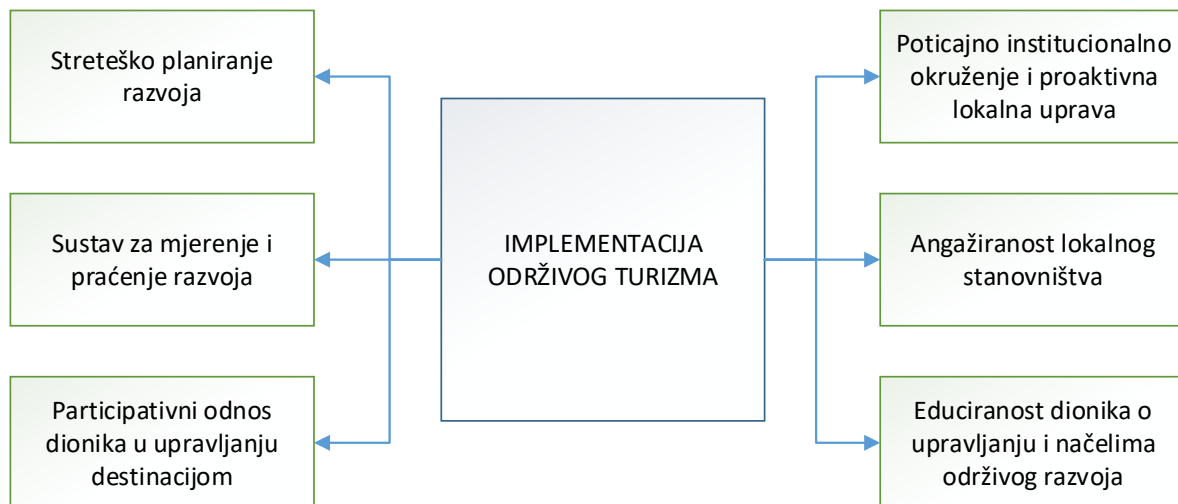 Streteško planiranje
razvoja
Sustav za mjerenje i
praćenje razvoja
Participativni odnos
dionika u upravljanju
destinacijom
IMPLEMENTACIJA
ODRŽIVOG TURIZMA
Poticajno institucionalno
okruženje i proaktivna
lokalna uprava
Angažiranost lokalnog
stanovništva
Educiranost dionika o
upravljanju i načelima
održivog razvoja